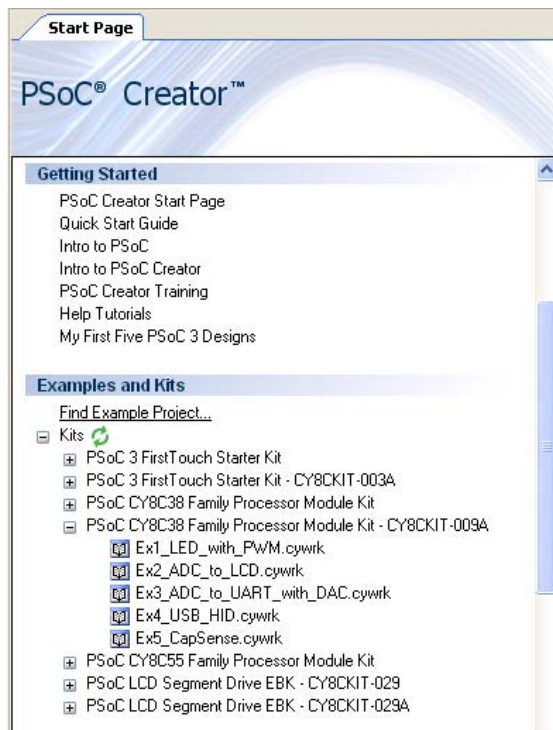 Start Page
PSoC® Creator™
Getting Started
PSoC Creator Start Page
Quick Start Guide
Intro to PSoC
Intro to PSoC Creator
PSoC Creator Training
Help Tutorials
My First Five PSoC 3 Designs
Examples and Kits
Find Example Project...
Kits
PSoC 3 FirstTouch Starter Kit
PSoC 3 FirstTouch Starter Kit - CY8CKIT-003A
PSoC CY8C38 Family Processor Module Kit
PSoC CY8C38 Family Processor Module Kit - CY8CKIT-009A
Ex1_LED_with_PWM.cywrk
Ex2_ADC_to_LCD.cywrk
Ex3_ADC_to_UART_with_DAC.cywrk
Ex4_USB_HID.cywrk
Ex5_CapSense.cywrk
PSoC CY8C55 Family Processor Module Kit
PSoC LCD Segment Drive EBK - CY8CKIT-029
PSoC LCD Segment Drive EBK - CY8CKIT-029A